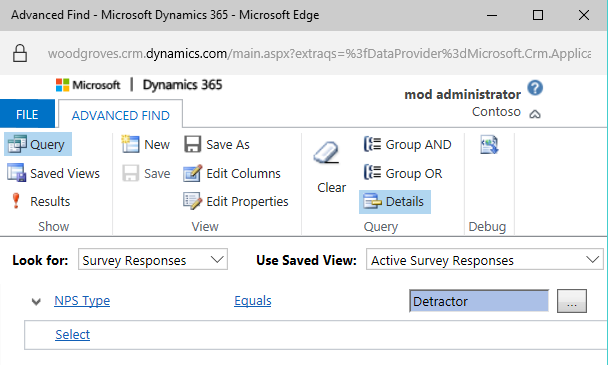 Advanced Find - Microsoft Dynamics 365 - Microsoft Edge
woodgroves.crm.dynamics.com/main.aspx?extraqs=%3fDataProvider%3dMicrosoft.Crm.Applica
Microsoft | Dynamics 365
mod administrator ?
Contoso
FILE ADVANCED FIND
Query New Save As Group AND
Saved Views Save Edit Columns Clear Group OR
Results Edit Properties Details
Show View Query Debug
Look for: Survey Responses Use Saved View: Active Survey Responses
NPS Type Equals Detractor ...
Select